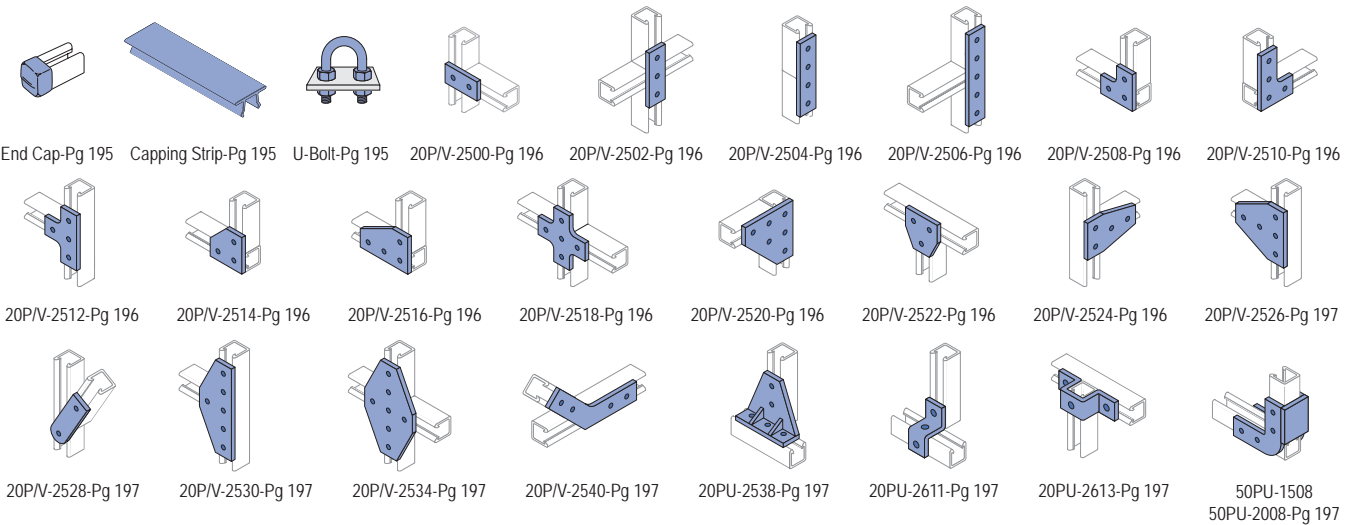 End Cap-Pg 195
Capping Strip-Pg 195
U-Bolt-Pg 195
20P/V-2500-Pg 196
20P/V-2502-Pg 196
20P/V-2504-Pg 196
20P/V-2506-Pg 196
20P/V-2508-Pg 196
20P/V-2510-Pg 196
20P/V-2512-Pg 196
20P/V-2514-Pg 196
20P/V-2516-Pg 196
20P/V-2518-Pg 196
20P/V-2520-Pg 196
20P/V-2522-Pg 196
20P/V-2524-Pg 196
20P/V-2526-Pg 197
20P/V-2528-Pg 197
20P/V-2530-Pg 197
20P/V-2534-Pg 197
20P/V-2540-Pg 197
20PU-2538-Pg 197
20PU-2611-Pg 197
20PU-2613-Pg 197
50PU-1508
50PU-2008-Pg 197